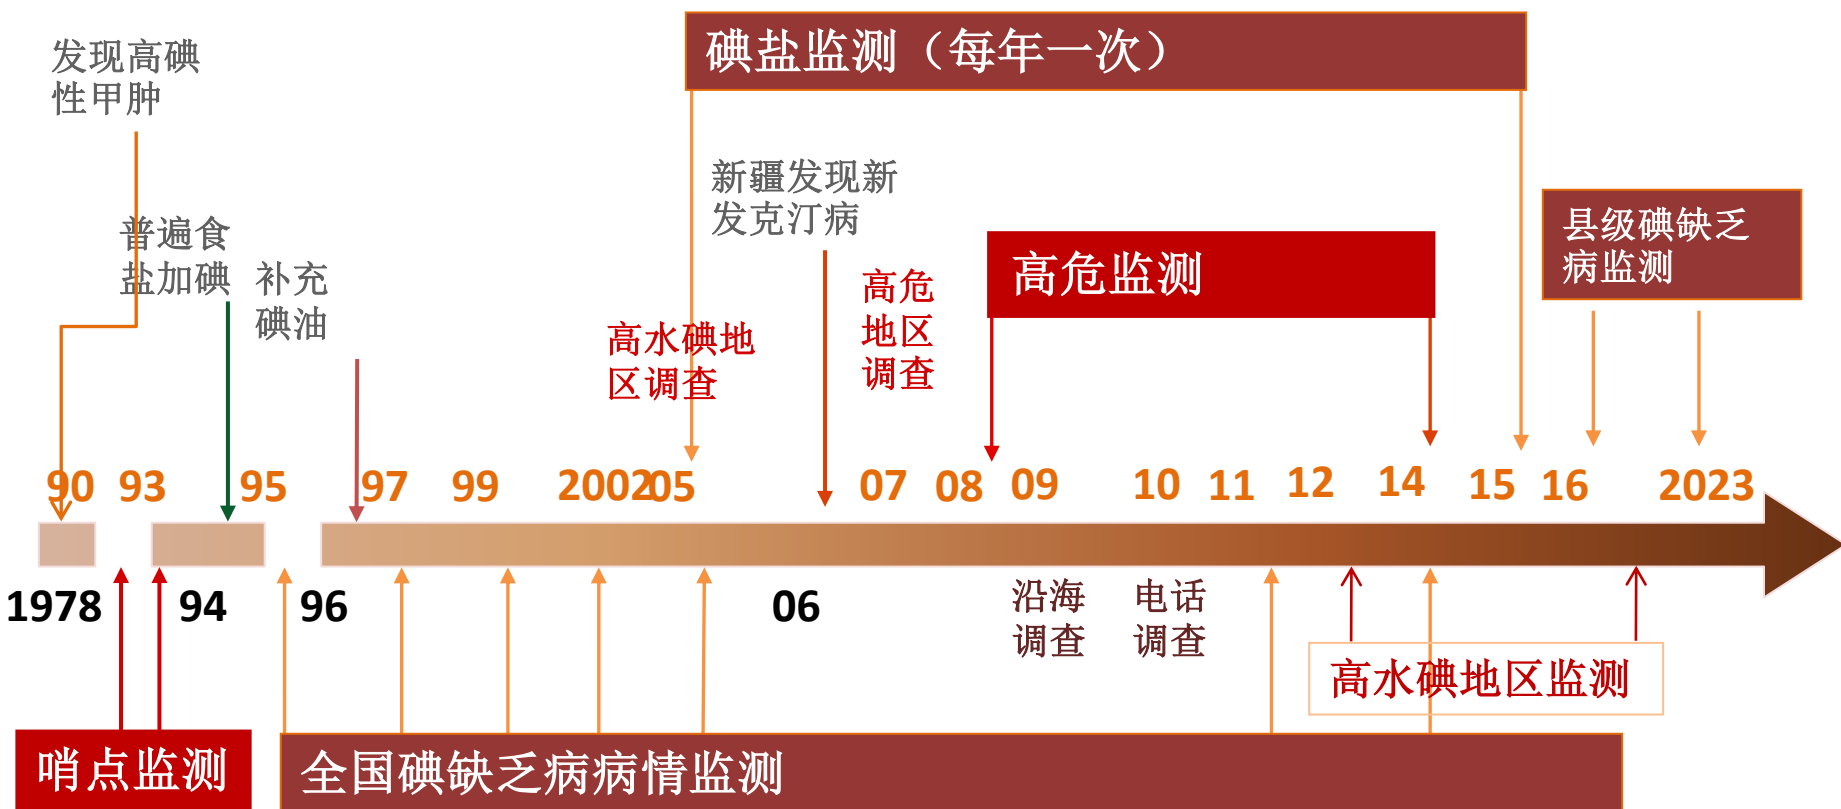 碘盐监测（每年一次）
发现高碘
性甲肿
新疆发现新
发克汀病
县级碘缺乏
病监测
普遍食
盐加碘
补充
碘油
高水碘地
区调查
高危
地区
调查
高危监测
90 93 95 97 99 2002 05 07 08 09 10 11 12 14 15 16 2023
1978 94 96 06
沿海
调查
电话
调查
高水碘地区监测
哨点监测
全国碘缺乏病病情监测